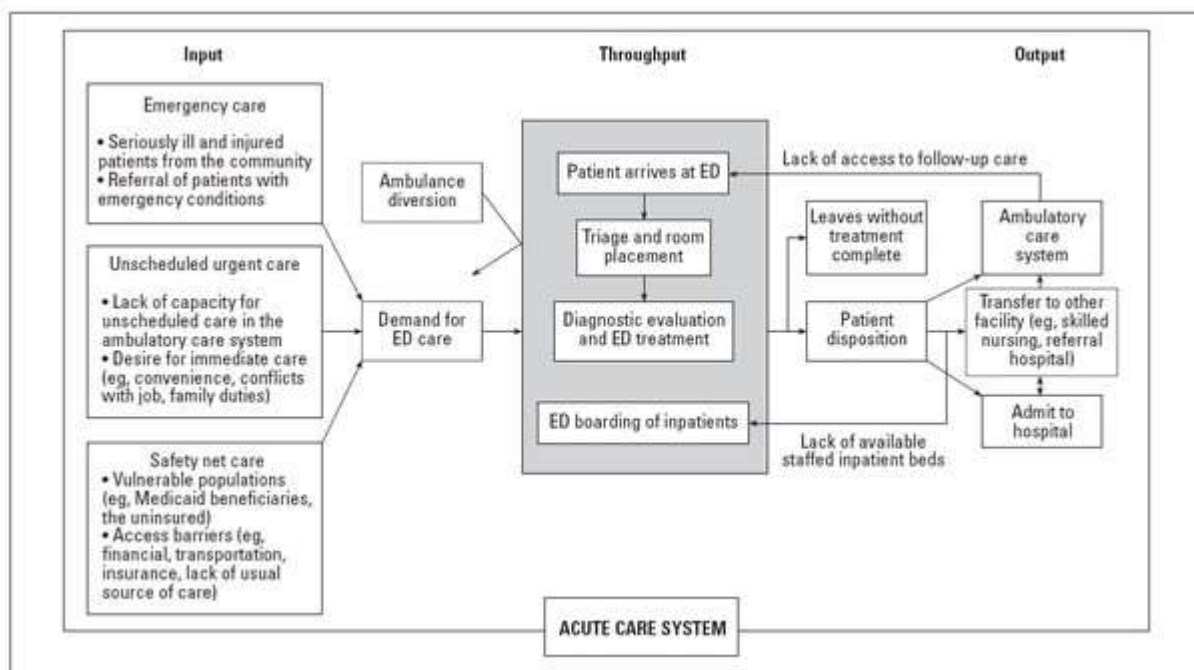 Input
Throughput
Output
Emergency care
• Seriously ill and injured
patients from the community
• Referral of patients with
emergency conditions
Unscheduled urgent care
• Lack of capacity for
unscheduled care in the
ambulatory care system
• Desire for immediate care
(eg, convenience, conflicts
with job, family duties)
Safety net care
• Vulnerable populations
(eg, Medicaid beneficiaries,
the uninsured)
• Access barriers (eg,
financial, transportation,
insurance, lack of usual
source of care)
Ambulance
diversion
Demand for
ED care
Patient arrives at ED
Triage and room
placement
Diagnostic evaluation
and ED treatment
ED boarding of inpatients
Lack of access to follow-up care
Leaves without
treatment
complete
Patient
disposition
Lack of available
staffed inpatient beds
Ambulatory
care
system
Transfer to other
facility (eg, skilled
nursing, referral
hospital)
Admit to
hospital
ACUTE CARE SYSTEM